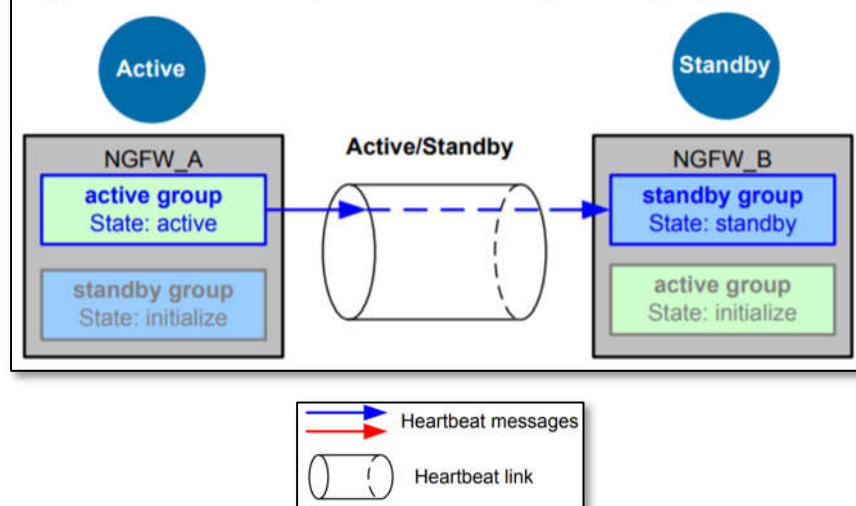 Active
Standby
Active/Standby
NGFW_A
active group
State: active
standby group
State: initialize
NGFW_B
standby group
State: standby
active group
State: initialize
Heartbeat messages
Heartbeat link